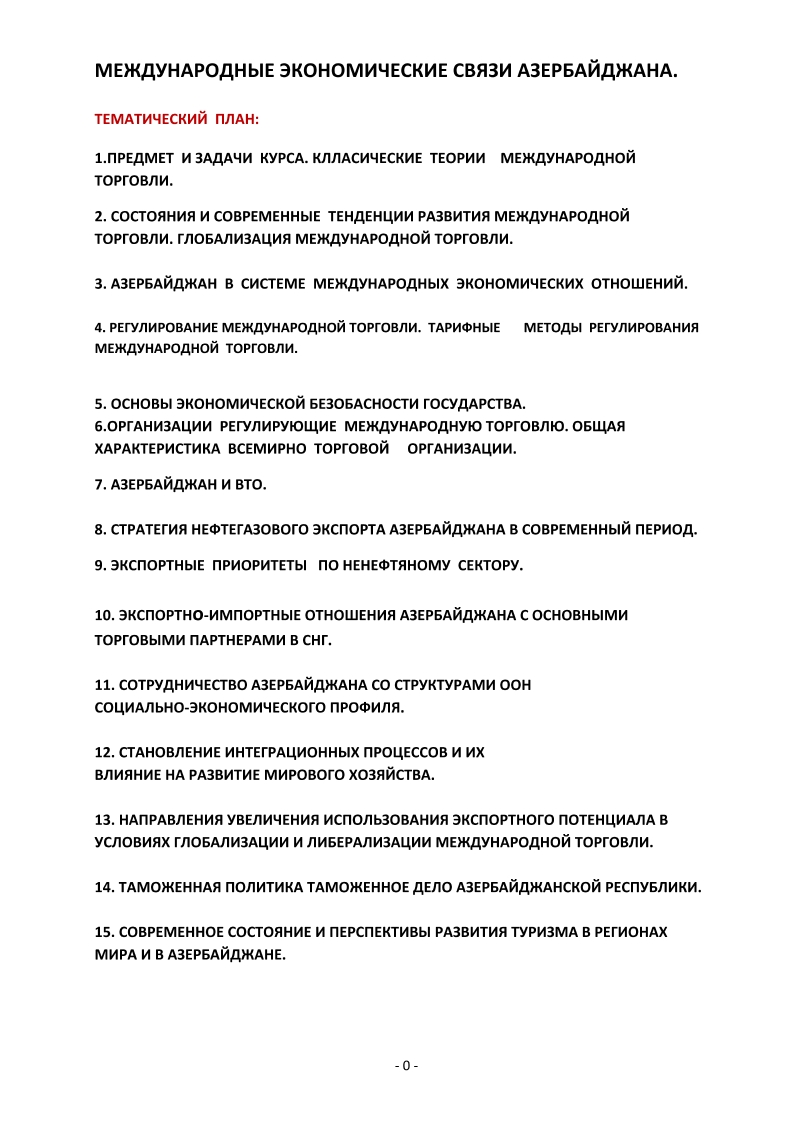 МЕЖДУНАРОДНЫЕ ЭКОНОМИЧЕСКИЕ СВЯЗИ АЗЕРБАЙДЖАНА.
ТЕМАТИЧЕСКИЙ ПЛАН:
1.ПРЕДМЕТ И ЗАДАЧИ КУРСА. КЛЛАСИЧЕСКИЕ ТЕОРИИ МЕЖДУНАРОДНОЙ
ТОРГОВЛИ.
2. СОСТОЯНИЯ И СОВРЕМЕННЫЕ ТЕНДЕНЦИИ РАЗВИТИЯ МЕЖДУНАРОДНОЙ
ТОРГОВЛИ. ГЛОБАЛИЗАЦИЯ МЕЖДУНАРОДНОЙ ТОРГОВЛИ.
3. АЗЕРБАЙДЖАН В СИСТЕМЕ МЕЖДУНАРОДНЫХ ЭКОНОМИЧЕСКИХ ОТНОШЕНИЙ.
4. РЕГУЛИРОВАНИЕ МЕЖДУНАРОДНОЙ ТОРГОВЛИ. ТАРИФНЫЕ МЕТОДЫ РЕГУЛИРОВАНИЯ
МЕЖДУНАРОДНОЙ ТОРГОВЛИ.
5. ОСНОВЫ ЭКОНОМИЧЕСКОЙ БЕЗОБАСНОСТИ ГОСУДАРСТВА.
6.ОРГАНИЗАЦИИ РЕГУЛИРУЮЩИЕ МЕЖДУНАРОДНУЮ ТОРГОВЛЮ. ОБЩАЯ
ХАРАКТЕРИСТИКА ВСЕМИРНО ТОРГОВОЙ ОРГАНИЗАЦИИ.
7. АЗЕРБАЙДЖАН И ВТО.
8. СТРАТЕГИЯ НЕФТЕГАЗОВОГО ЭКСПОРТА АЗЕРБАЙДЖАНА В СОВРЕМЕННЫЙ ПЕРИОД.
9. ЭКСПОРТНЫЕ ПРИОРИТЕТЫ ПО НЕНЕФТЯНОМУ СЕКТОРУ.
10. ЭКСПОРТНО-ИМПОРТНЫЕ ОТНОШЕНИЯ АЗЕРБАЙДЖАНА С ОСНОВНЫМИ
ТОРГОВЫМИ ПАРТНЕРАМИ В СНГ.
11. СОТРУДНИЧЕСТВО АЗЕРБАЙДЖАНА СО СТРУКТУРАМИ ООН
СОЦИАЛЬНО-ЭКОНОМИЧЕСКОГО ПРОФИЛЯ.
12. СТАНОВЛЕНИЕ ИНТЕГРАЦИОННЫХ ПРОЦЕССОВ И ИХ
ВЛИЯНИЕ НА РАЗВИТИЕ МИРОВОГО ХОЗЯЙСТВА.
13. НАПРАВЛЕНИЯ УВЕЛИЧЕНИЯ ИСПОЛЬЗОВАНИЯ ЭКСПОРТНОГО ПОТЕНЦИАЛА В
УСЛОВИЯХ ГЛОБАЛИЗАЦИИ И ЛИБЕРАЛИЗАЦИИ МЕЖДУНАРОДНОЙ ТОРГОВЛИ.
14. ТАМОЖЕННАЯ ПОЛИТИКА ТАМОЖЕННОЕ ДЕЛО АЗЕРБАЙДЖАНСКОЙ РЕСПУБЛИКИ.
15. СОВРЕМЕННОЕ СОСТОЯНИЕ И ПЕРСПЕКТИВЫ РАЗВИТИЯ ТУРИЗМА В РЕГИОНАХ
МИРА И В АЗЕРБАЙДЖАНЕ.
- 0 -